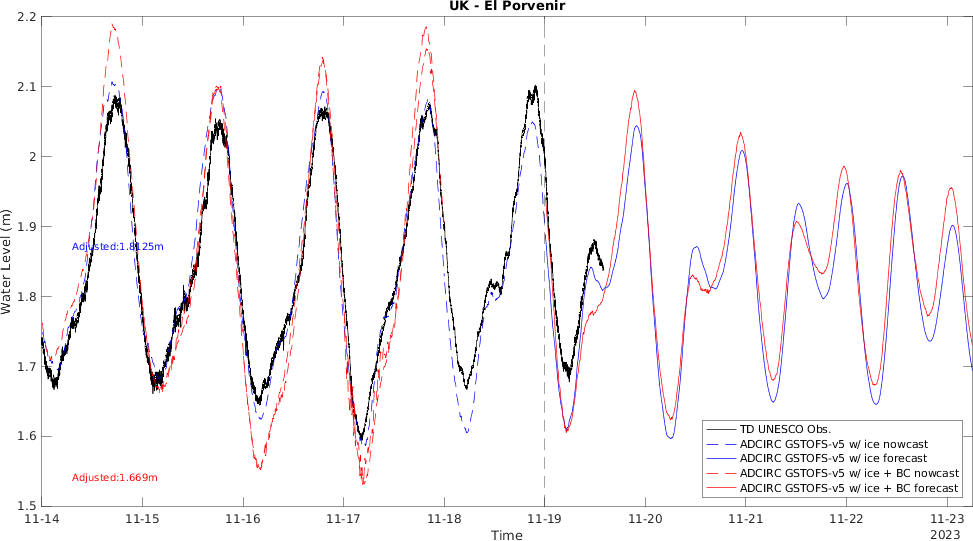 UK - El Porvenir
2.2
2.1
2
1.9
1.8
1.7
1.6
1.5
Water Level (m)
Adjusted:1.8125m
Adjusted:1.669m
TD UNESCO Obs.
ADCIRC GSTOFS-v5 w/ ice nowcast
ADCIRC GSTOFS-v5 w/ ice forecast
ADCIRC GSTOFS-v5 w/ ice + BC nowcast
ADCIRC GSTOFS-v5 w/ ice + BC forecast
11-14 11-15 11-16 11-17 11-18 11-19 11-20 11-21 11-22 11-23
Time
2023